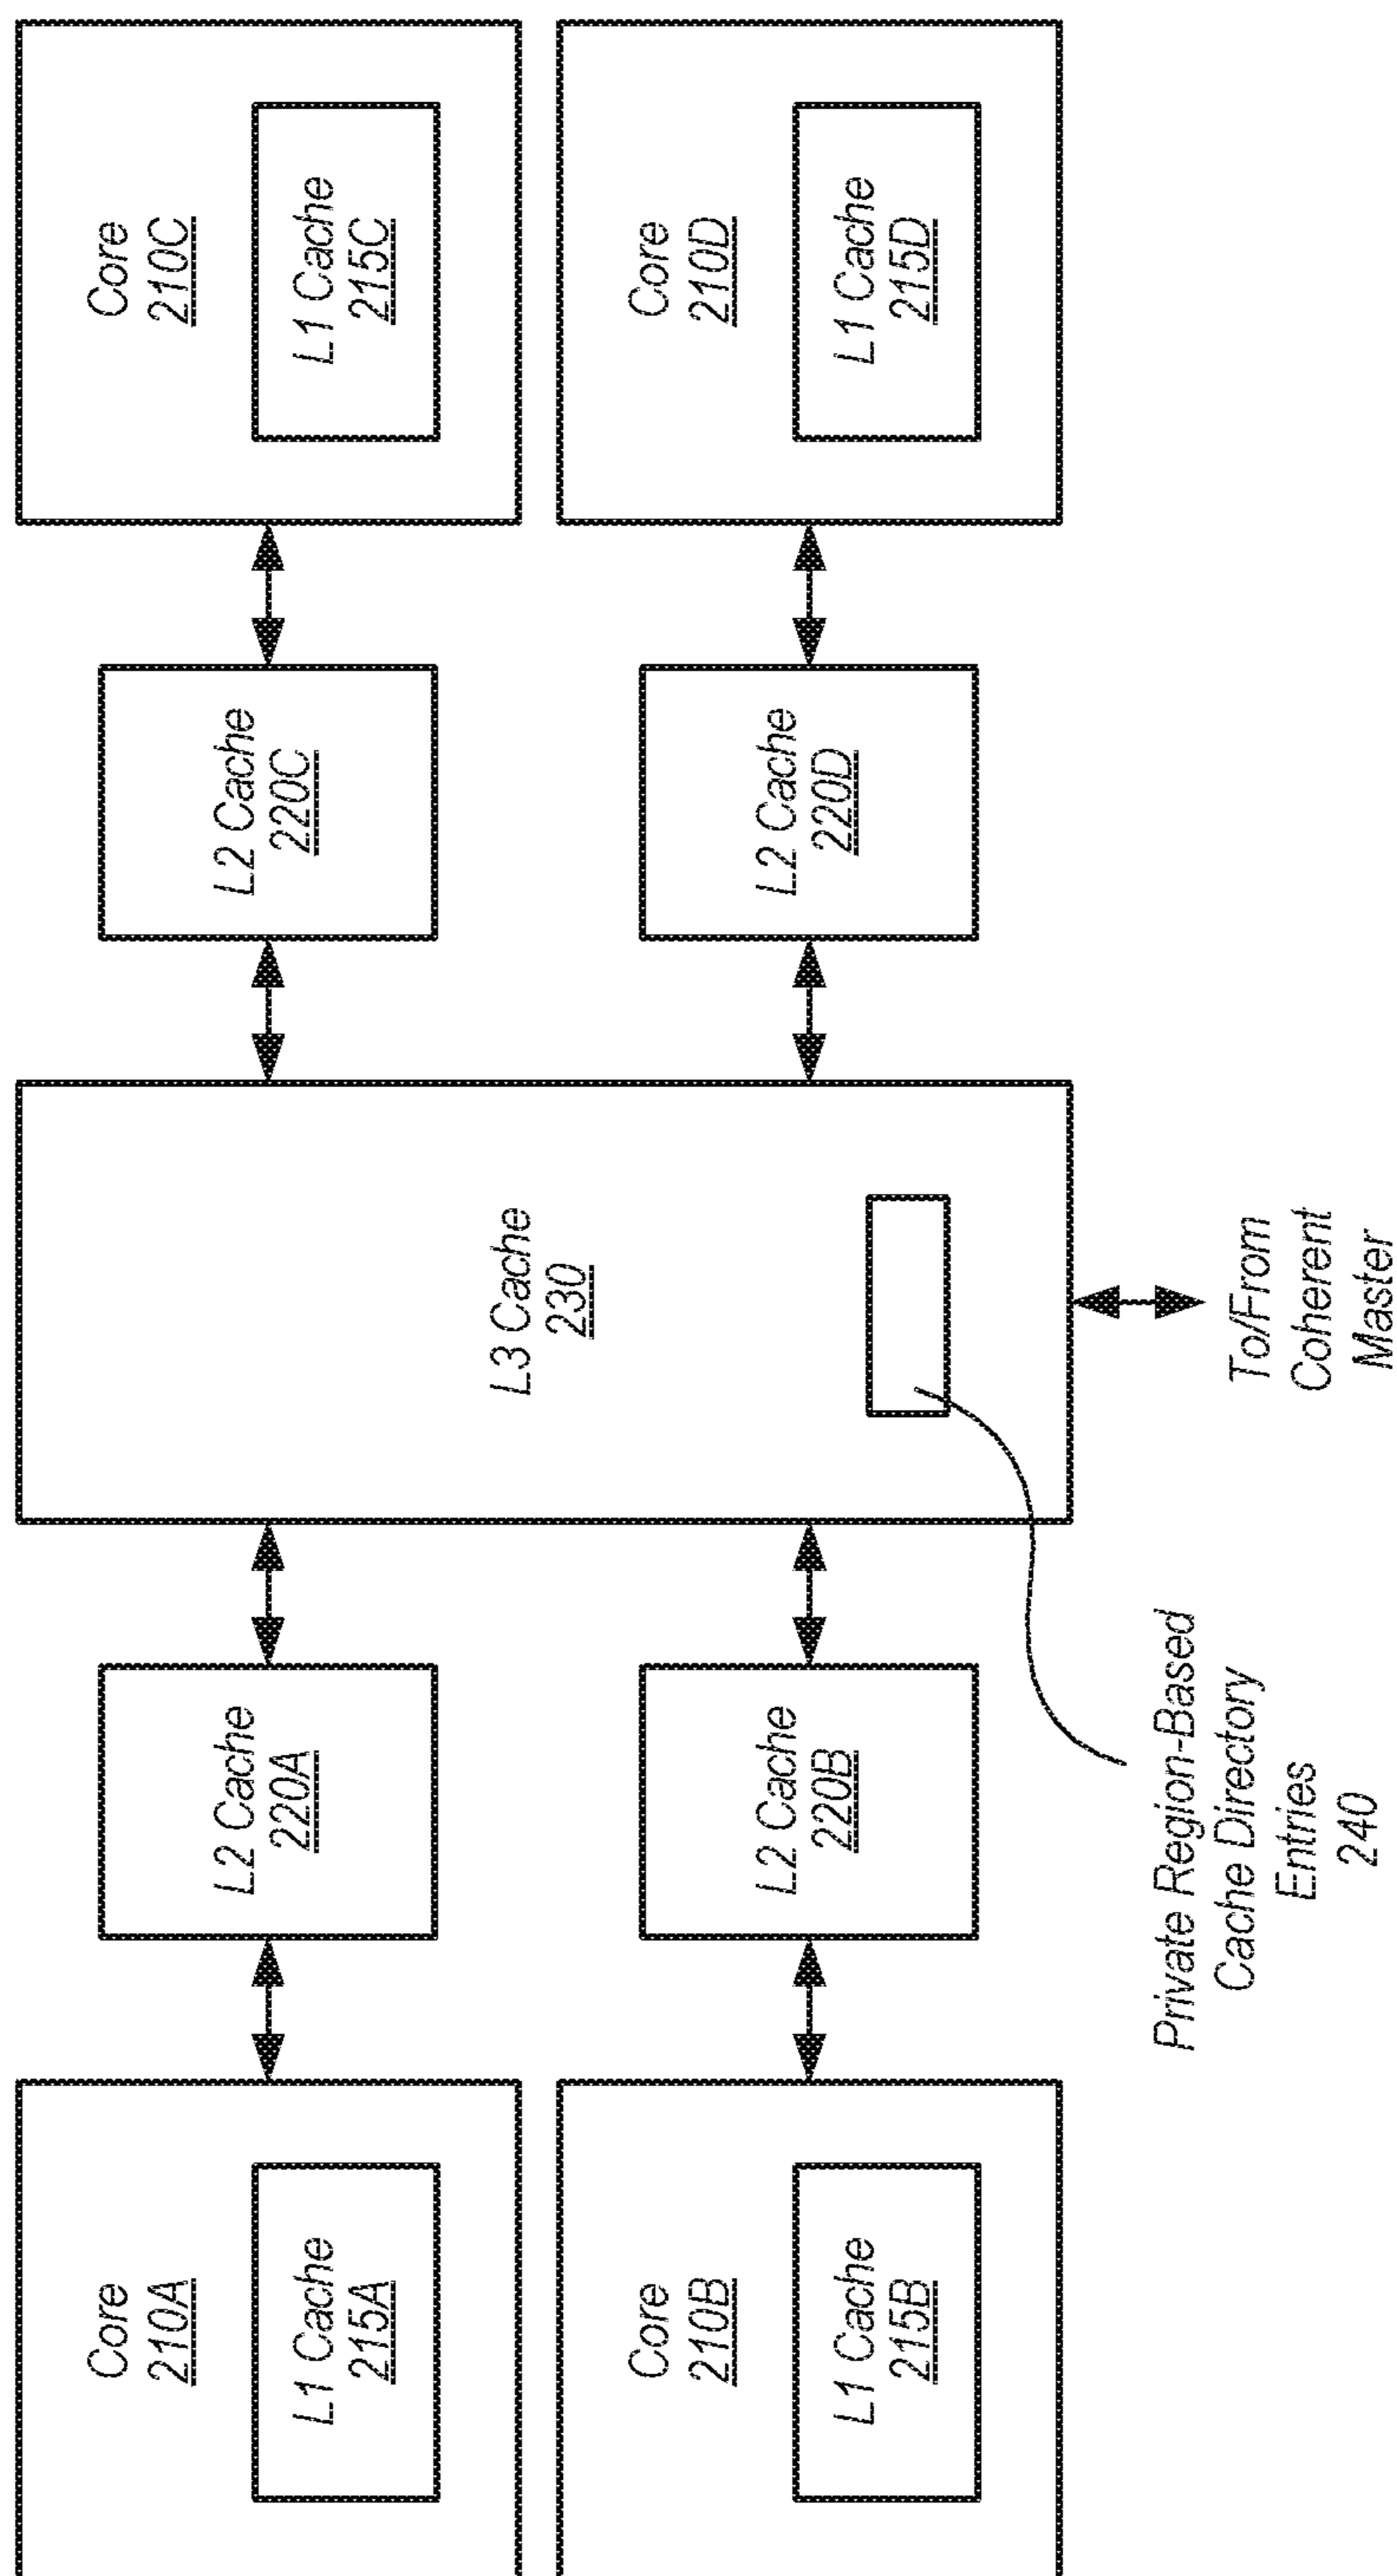 Core
210A
L1 Cache
215A
L2 Cache
220A
L3 Cache
230
L2 Cache
220C
Core
210C
L1 Cache
215C
Core
210B
L1 Cache
215B
L2 Cache
220B
L2 Cache
220D
Core
210D
L1 Cache
215D
Private Region-Based
Cache Directory
Entries
240
To/From
Coherent
Master